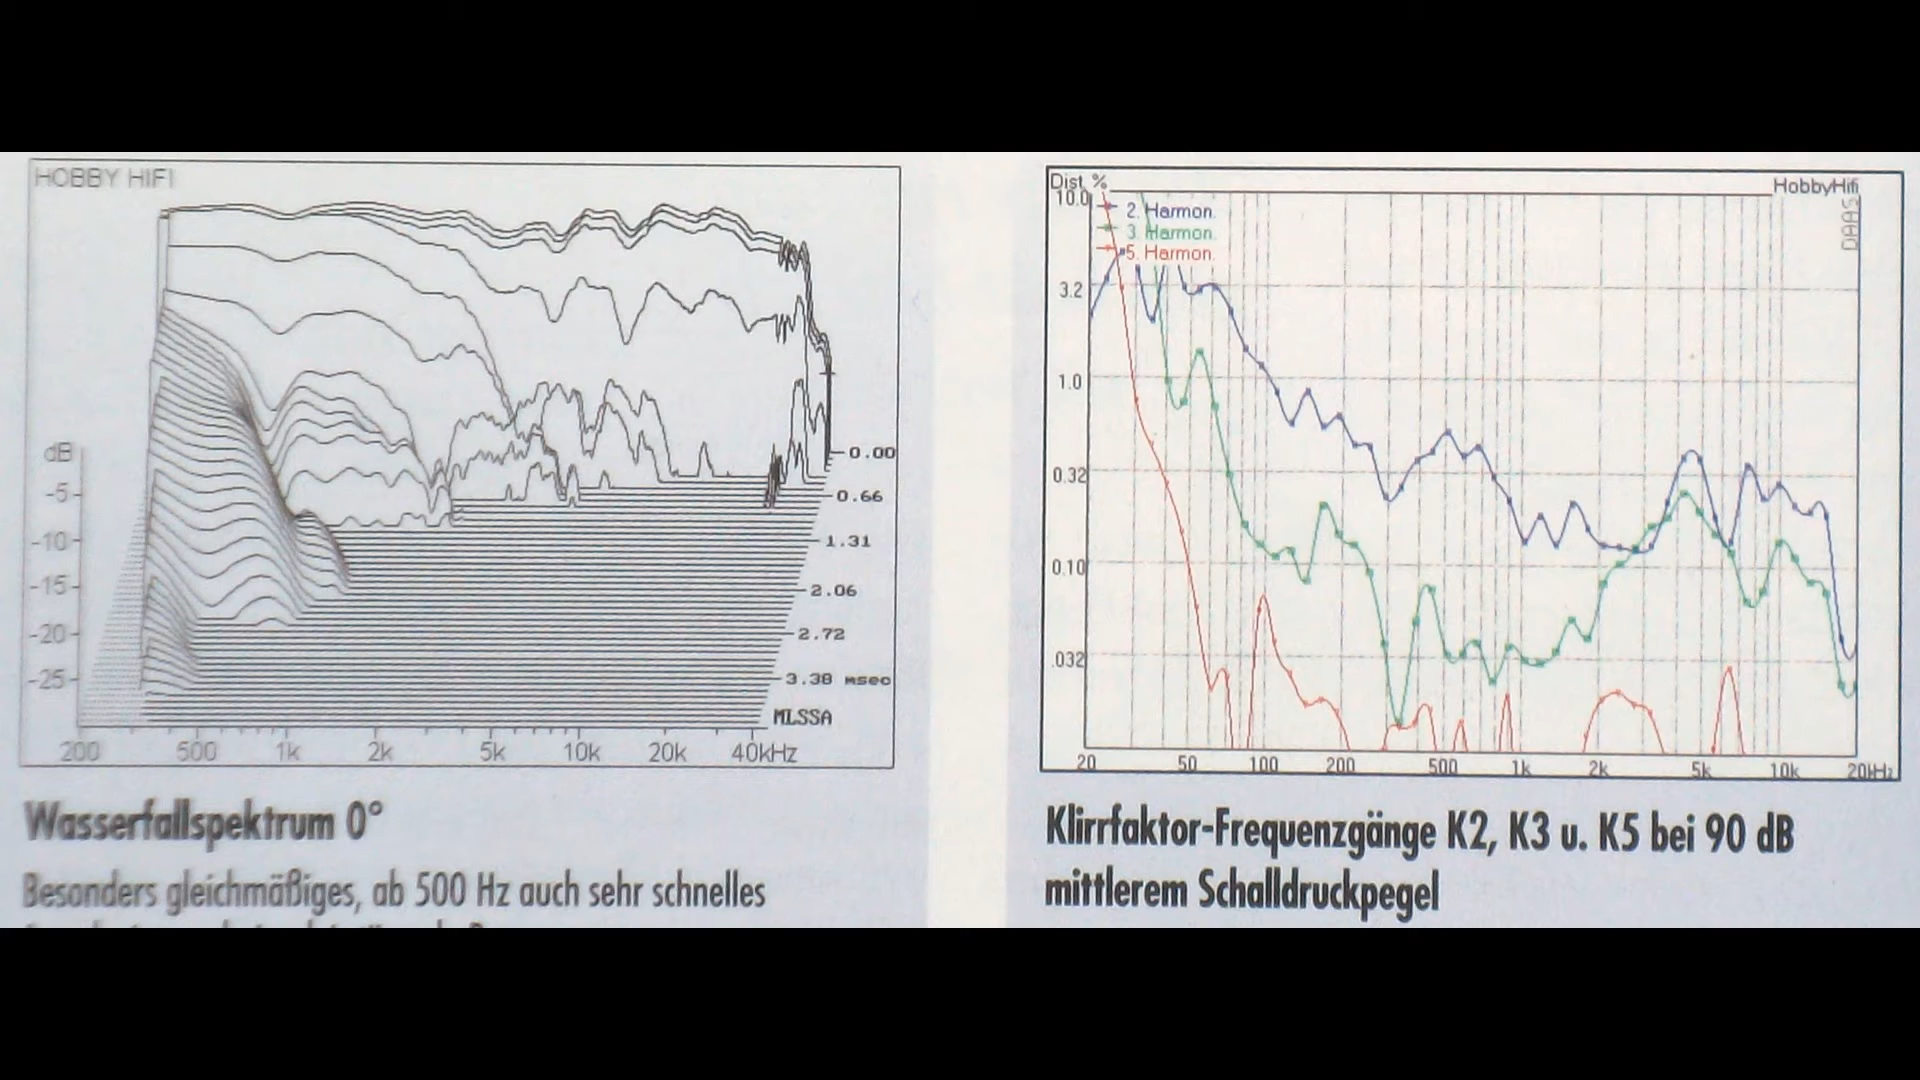 HOBBY HIFI
dB
-5
-10
-15
-20
-25
0.00
0.66
1.31
2.06
2.72
3.38 msec
MLSSA
200 500 1k 2k 5k 10k 20k 40kHz
Wasserfallspektrum 0°
Besonders gleichmäßiges, ab 500 Hz auch sehr schnelles
Dist. %
HobbyHifi
DAAS
10.0
2. Harmon.
3. Harmon.
5. Harmon.
3.2
1.0
0.32
0.10
.032
20 50 100 200 500 1k 2k 5k 10k 20kHz
Klirrfaktor-Frequenzgänge K2, K3 u. K5 bei 90 dB
mittlerem Schalldruckpegel